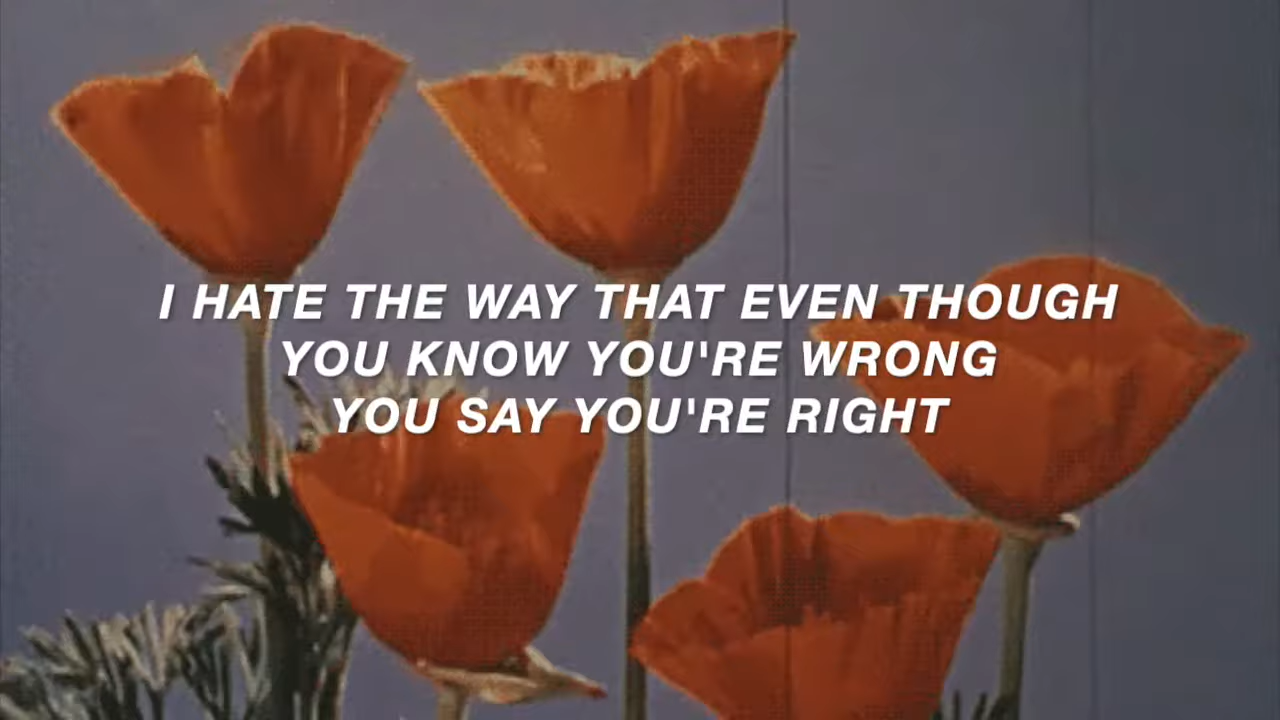 I HATE THE WAY THAT EVEN THOUGH
YOU KNOW YOU'RE WRONG
YOU SAY YOU'RE RIGHT